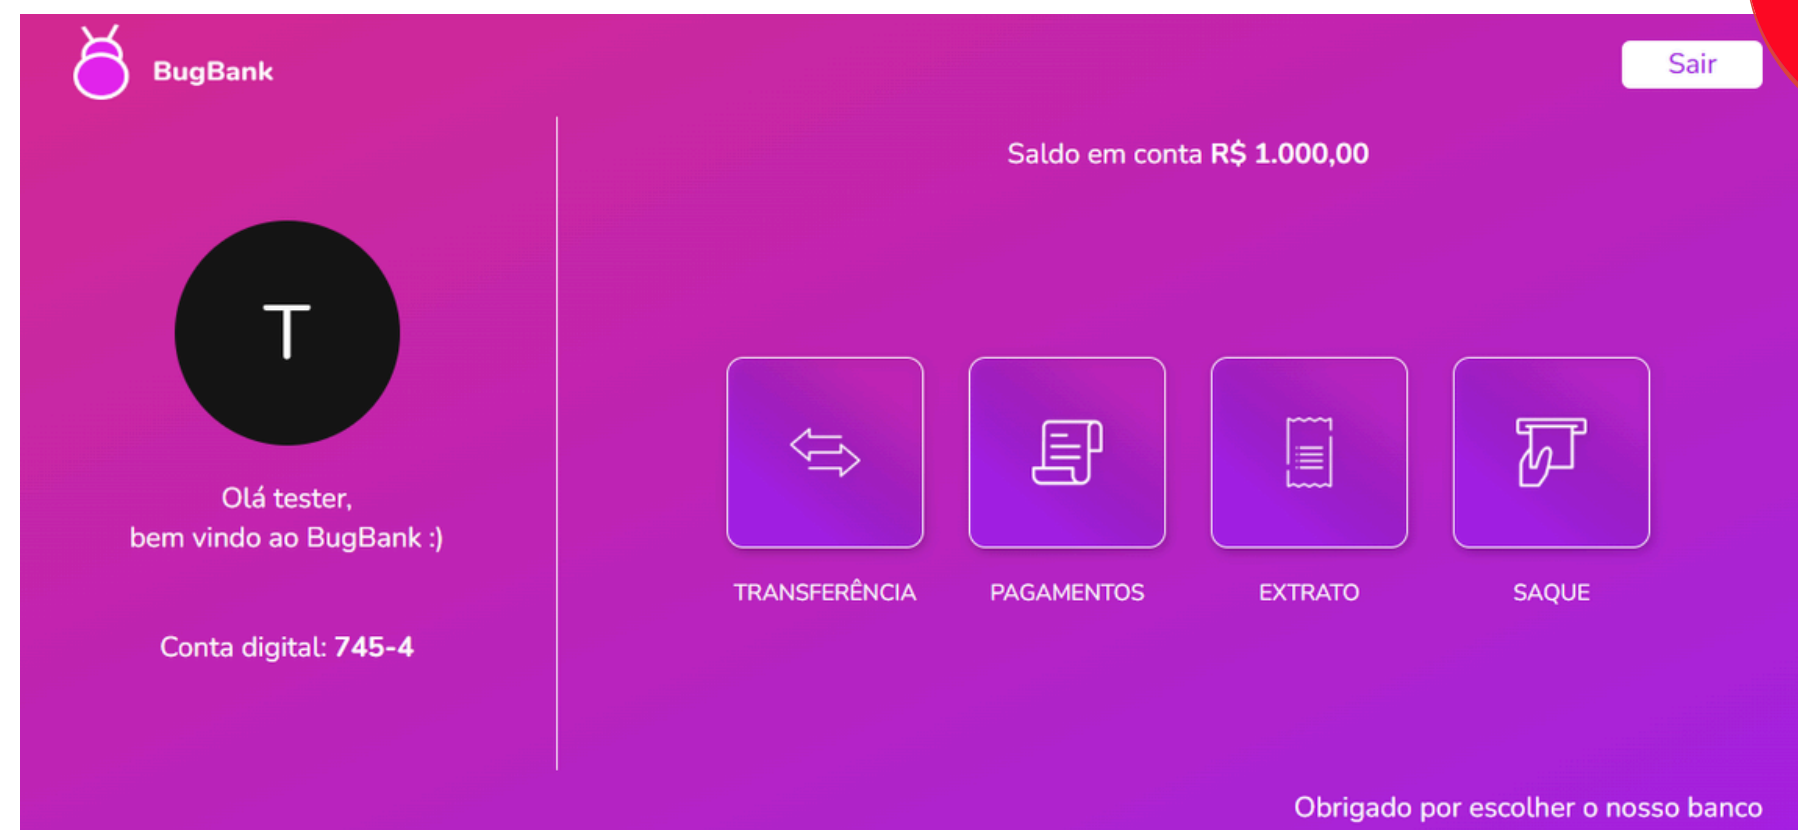 BugBank
Sair
Saldo em conta R$ 1.000,00
T
Olá tester,
bem vindo ao BugBank :)
Conta digital: 745-4
TRANSFERÊNCIA
PAGAMENTOS
EXTRATO
SAQUE
Obrigado por escolher o nosso banco